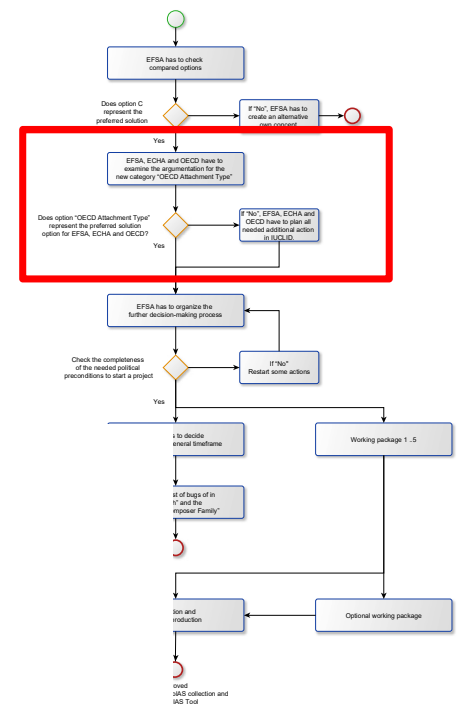 EFSA has to check
compared options
Does option C
represent the
preferred solution
If "No", EFSA has to
create an alternative
own concept
Yes
EFSA, ECHA and OECD have to
examine the argumentation for the
new category "OECD Attachment Type"
Does option "OECD Attachment Type"
represent the preferred solution
option for EFSA, ECHA and OECD?
If "No", EFSA, ECHA and
OECD have to plan all
needed additional action
in IUCLID.
Yes
EFSA has to organize the
further decision-making process
Check the completeness
of the needed political
preconditions to start a project
If "No"
Restart some actions
Yes
s to decide
eneral timeframe
Working package 1 ..5
st of bugs of in
" and the
mposer Family"
ion and
roduction
Optional working package
oved
IAS collection and
IAS Tool